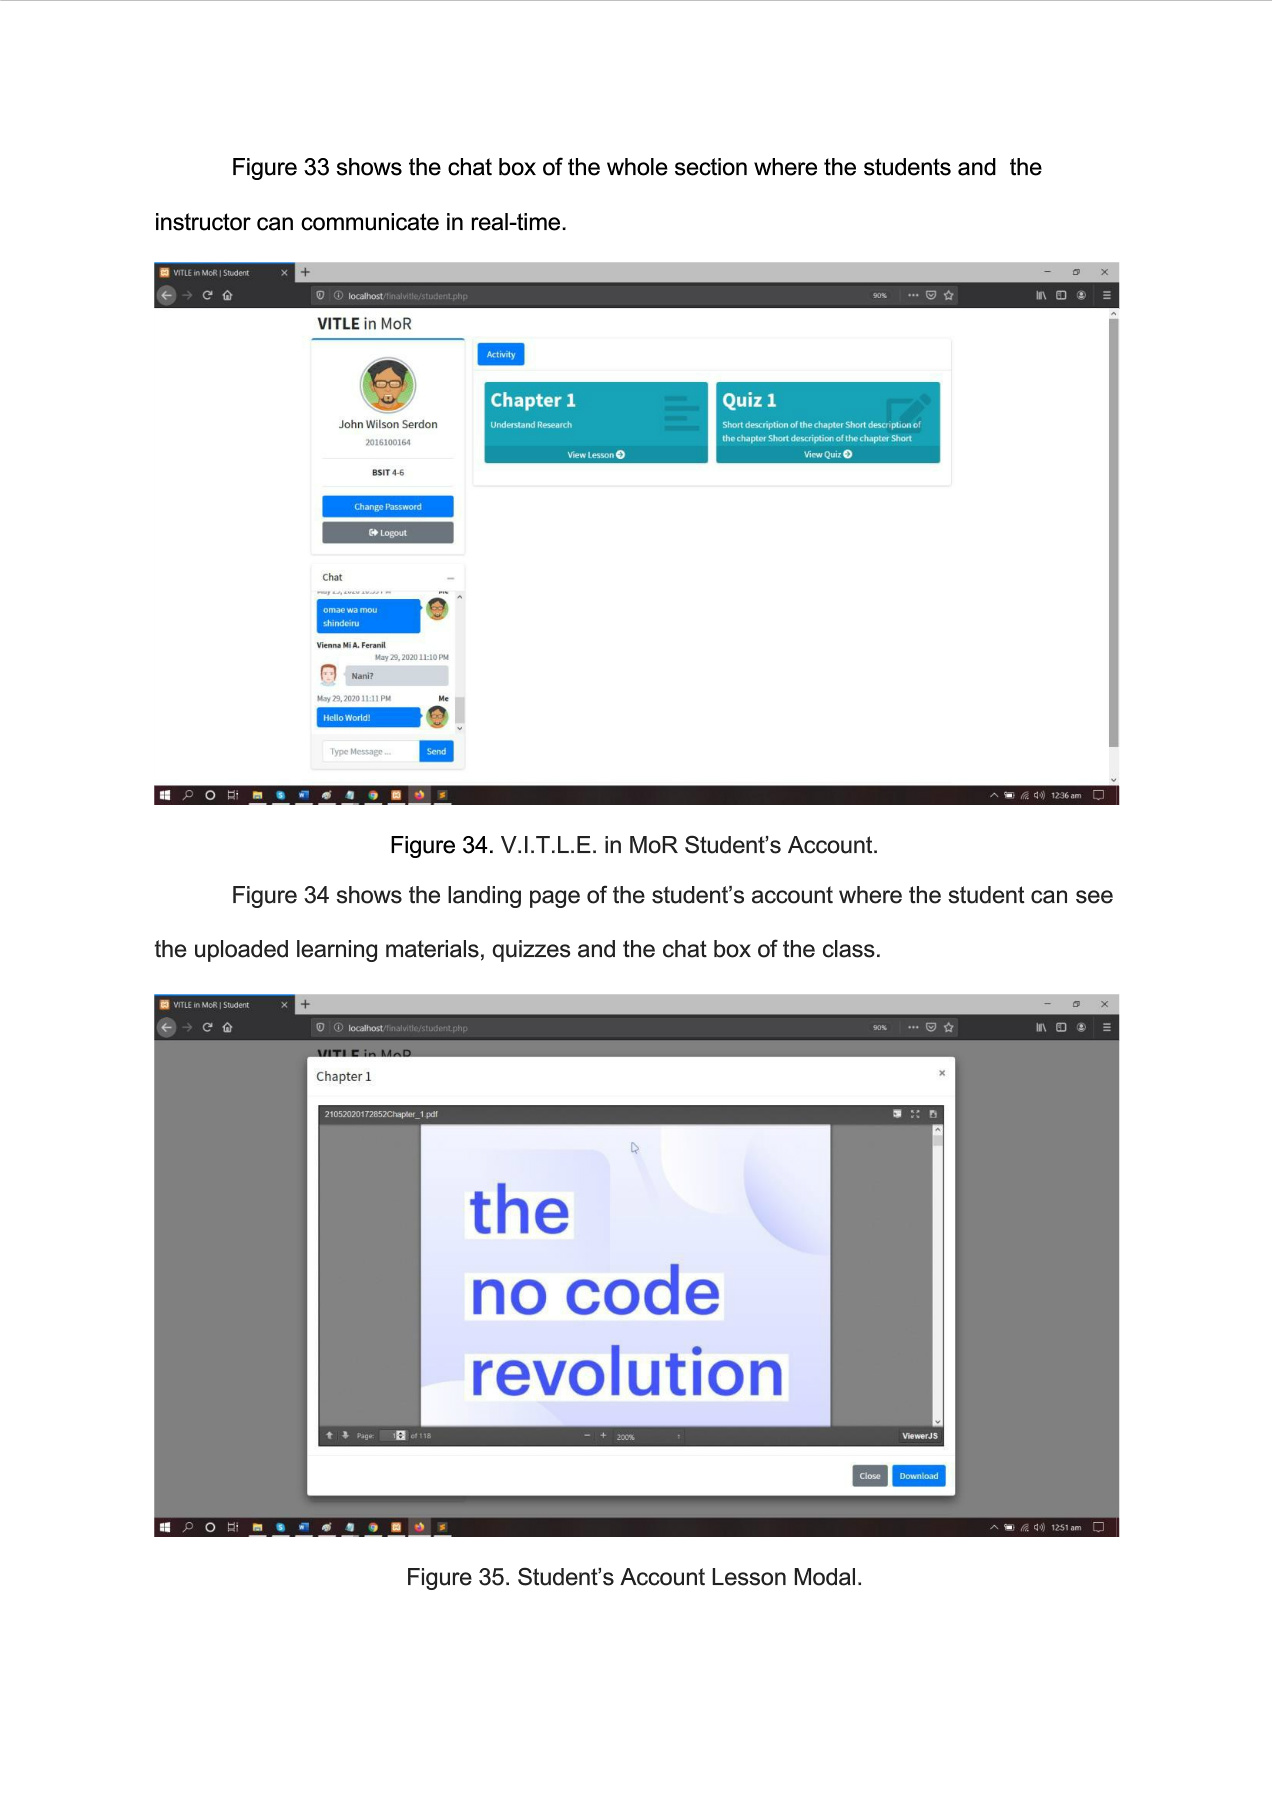 Figure 33 shows the chat box of the whole section where the students and the
instructor can communicate in real-time.
VITLE in MoR | Student
localhost/finalvitle/student.php
90%
VITLE in MoR
John Wilson Serdon
2016100164
BSIT 4-6
Change Password
Logout
Activity
Chapter 1
Understand Research
View Lesson
Quiz 1
Short description of the chapter Short description of
the chapter Short description of the chapter Short
View Quiz
Chat
Me
omae wa mou
shindeiru
Vienna Mi A. Feranil
May 29, 2020 11:10 PM
Nani?
May 29, 2020 11:11 PM Me
Hello World!
Type Message ...
Send
12:36 am
Figure 34. V.I.T.L.E. in MoR Student’s Account.
Figure 34 shows the landing page of the student’s account where the student can see
the uploaded learning materials, quizzes and the chat box of the class.
VITLE in MoR | Student
localhost/finalvitle/student.php
90%
VITLE in MoR
Chapter 1
21052020172852Chapter_1.pdf
the
no code
revolution
Page: 1 of 118
200%
ViewerJS
Close
Download
12:51 am
Figure 35. Student’s Account Lesson Modal.